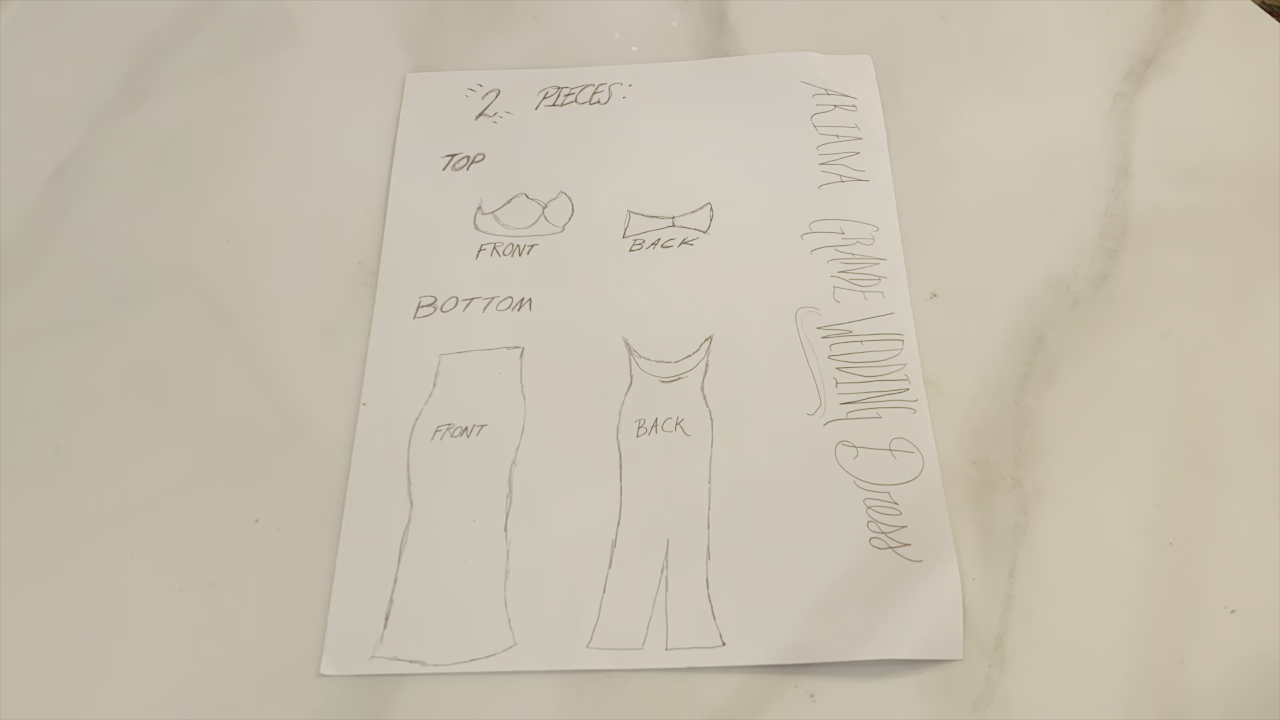 2 PIECES:
TOP
FRONT
BACK
BOTTOM
FRONT
BACK
ARIANA GRANDE WEDDING Dress